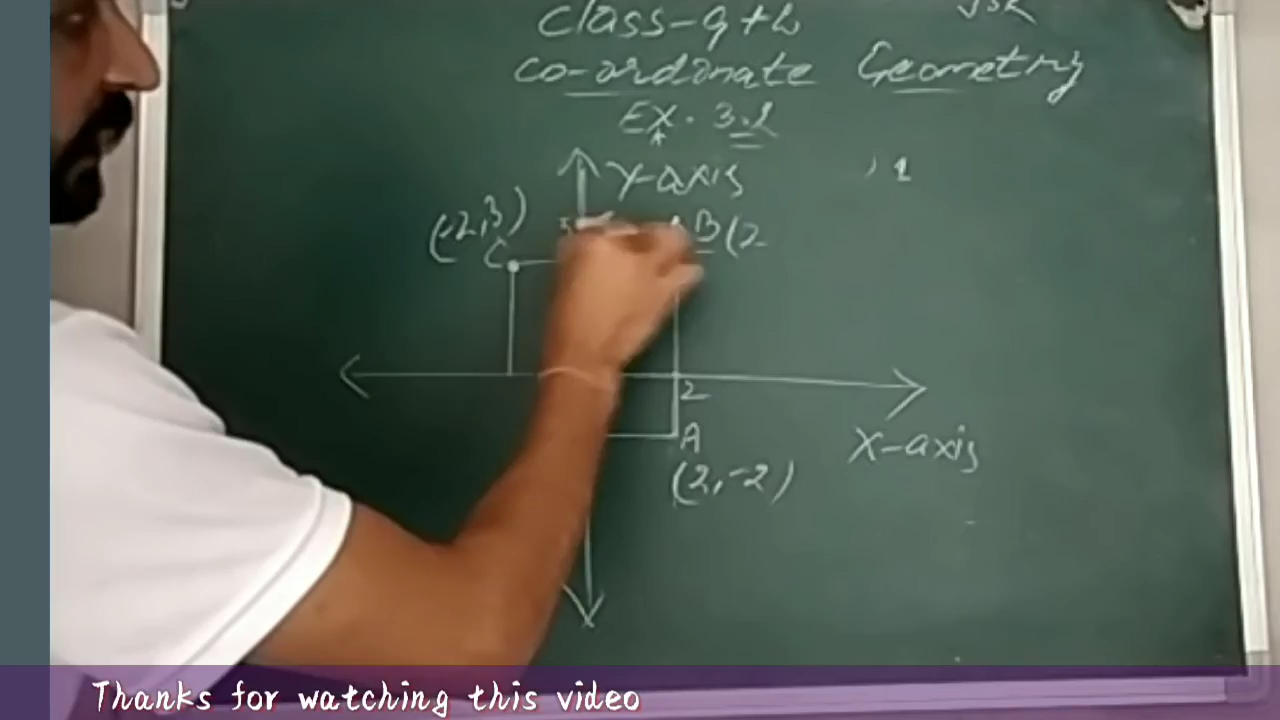 Class-9th
Co-ordinate Geometry
EX. 3.2
Y-axis
(-2,3)
C
B(2
2
A
X-axis
(2,-2)
Thanks for watching this video